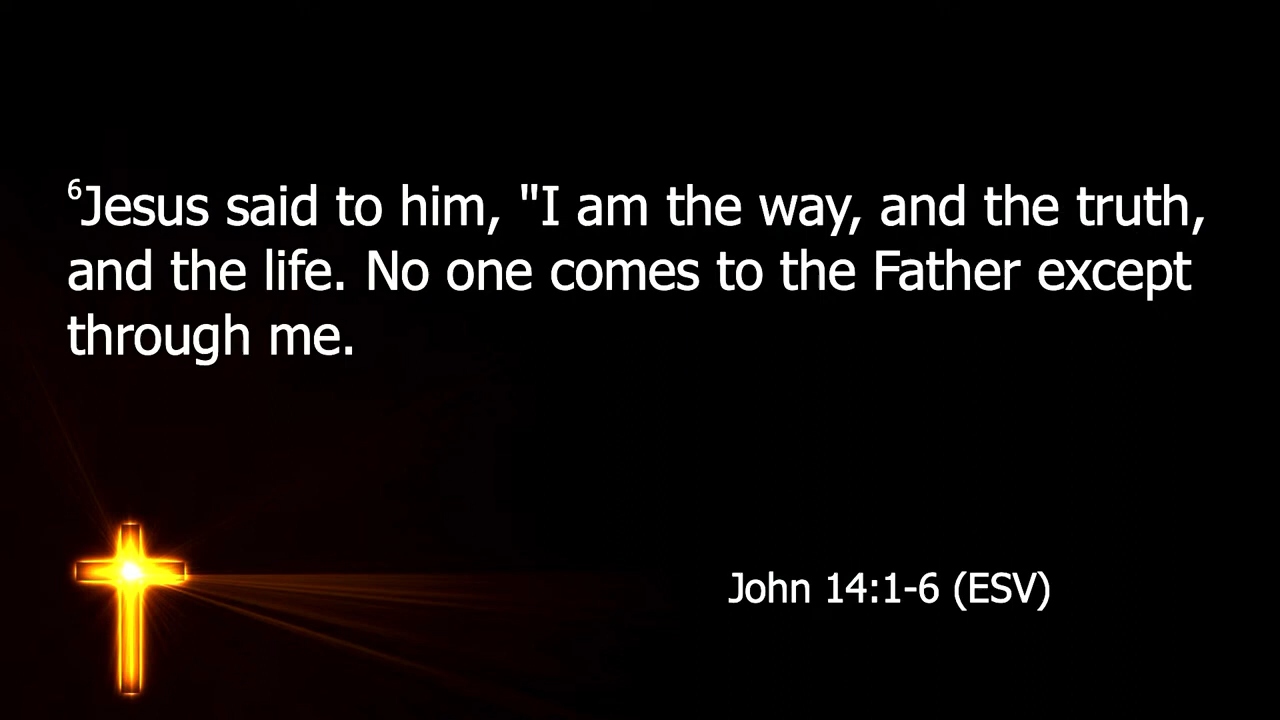 ⁶Jesus said to him, "I am the way, and the truth,
and the life. No one comes to the Father except
through me.
John 14:1-6 (ESV)